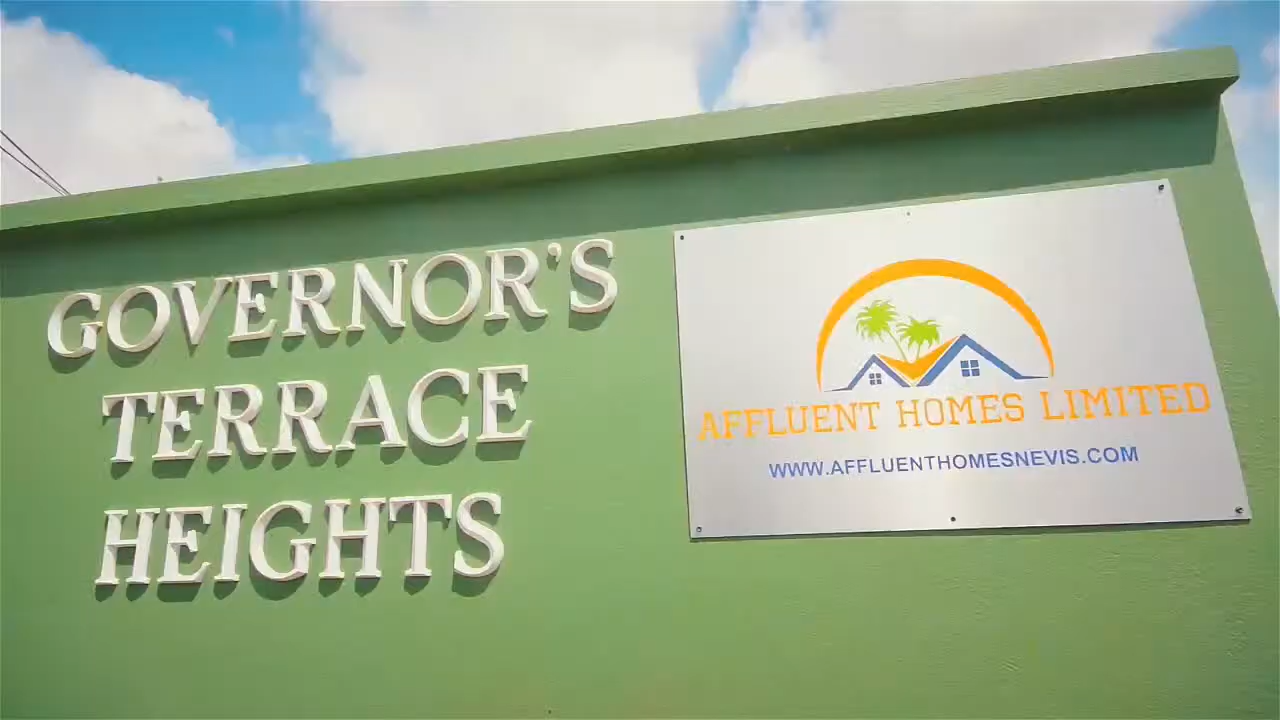 GOVERNOR'S
TERRACE
HEIGHTS
AFFLUENT HOMES LIMITED
WWW.AFFLUENTHOMESNEVIS.COM